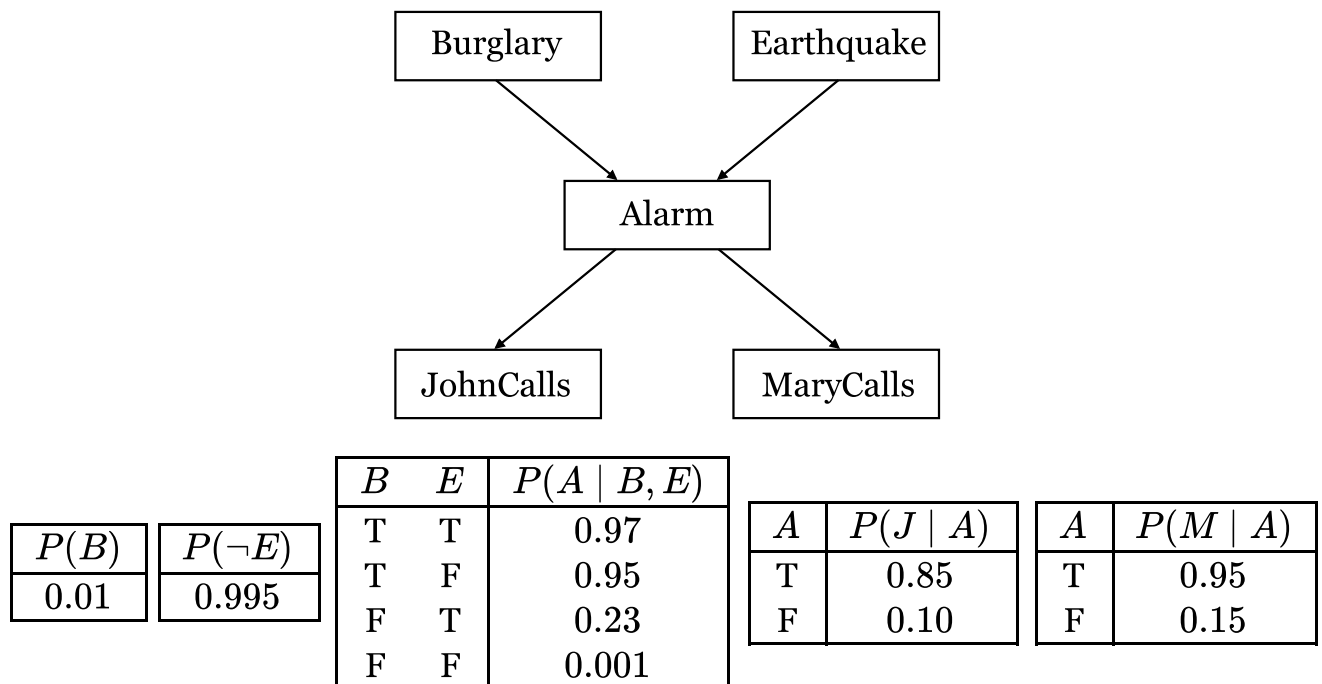 Burglary
Earthquake
Alarm
JohnCalls
MaryCalls
P(B)
0.01
P(¬E)
0.995
B E P(A | B, E)
T T 0.97
T F 0.95
F T 0.23
F F 0.001
A P(J | A)
T 0.85
F 0.10
A P(M | A)
T 0.95
F 0.15